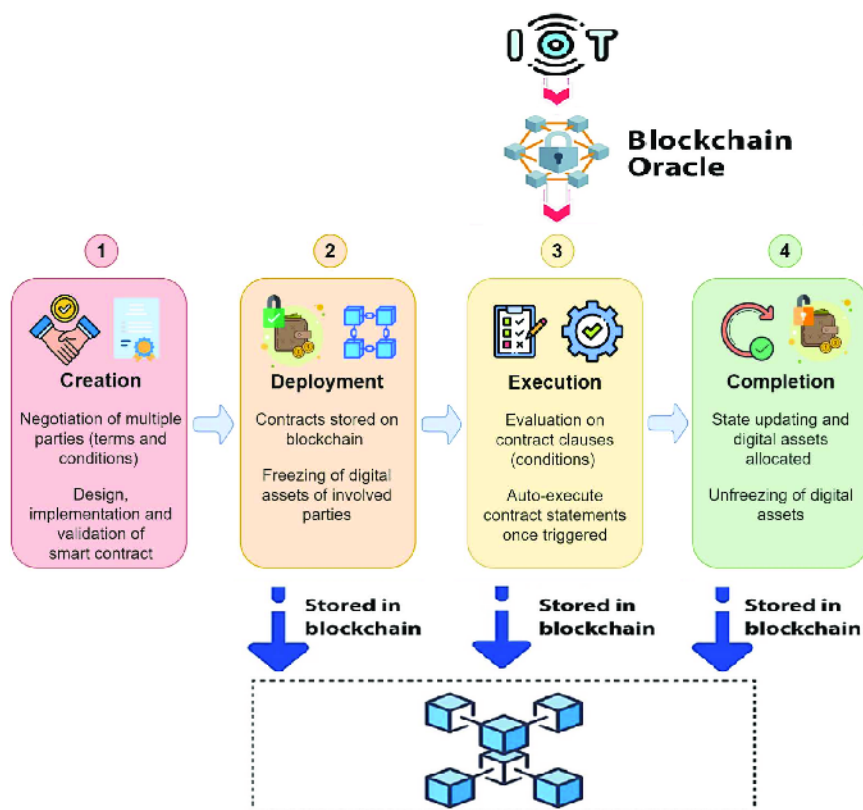 IOT
Blockchain
Oracle
1
2
3
4
Creation
Negotiation of multiple
parties (terms and
conditions)
Design,
implementation and
validation of
smart contract
Deployment
Contracts stored on
blockchain
Freezing of digital
assets of involved
parties
Execution
Evaluation on
contract clauses
(conditions)
Auto-execute
contract statements
once triggered
Completion
State updating and
digital assets
allocated
Unfreezing of digital
assets
Stored in
blockchain
Stored in
blockchain
Stored in
blockchain